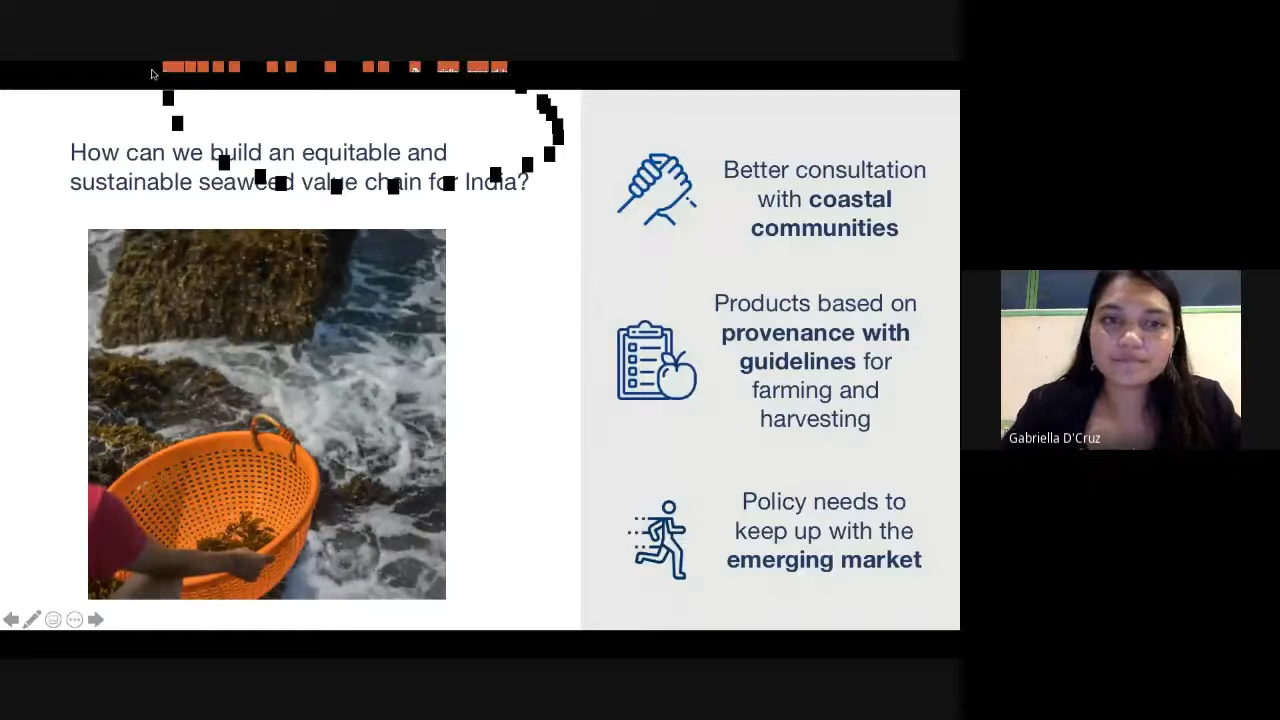 How can we build an equitable and
sustainable seaweed value chain for India?
Better consultation
with coastal
communities
Products based on
provenance with
guidelines for
farming and
harvesting
Policy needs to
keep up with the
emerging market
Gabriella D'Cruz